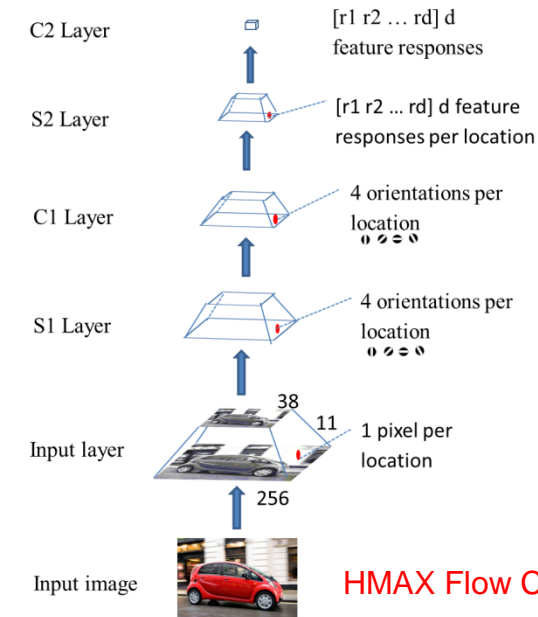 C2 Layer
[r1 r2 … rd] d
feature responses
S2 Layer
[r1 r2 … rd] d feature
responses per location
C1 Layer
4 orientations per
location
S1 Layer
4 orientations per
location
38
11
Input layer
1 pixel per
location
256
Input image
HMAX Flow